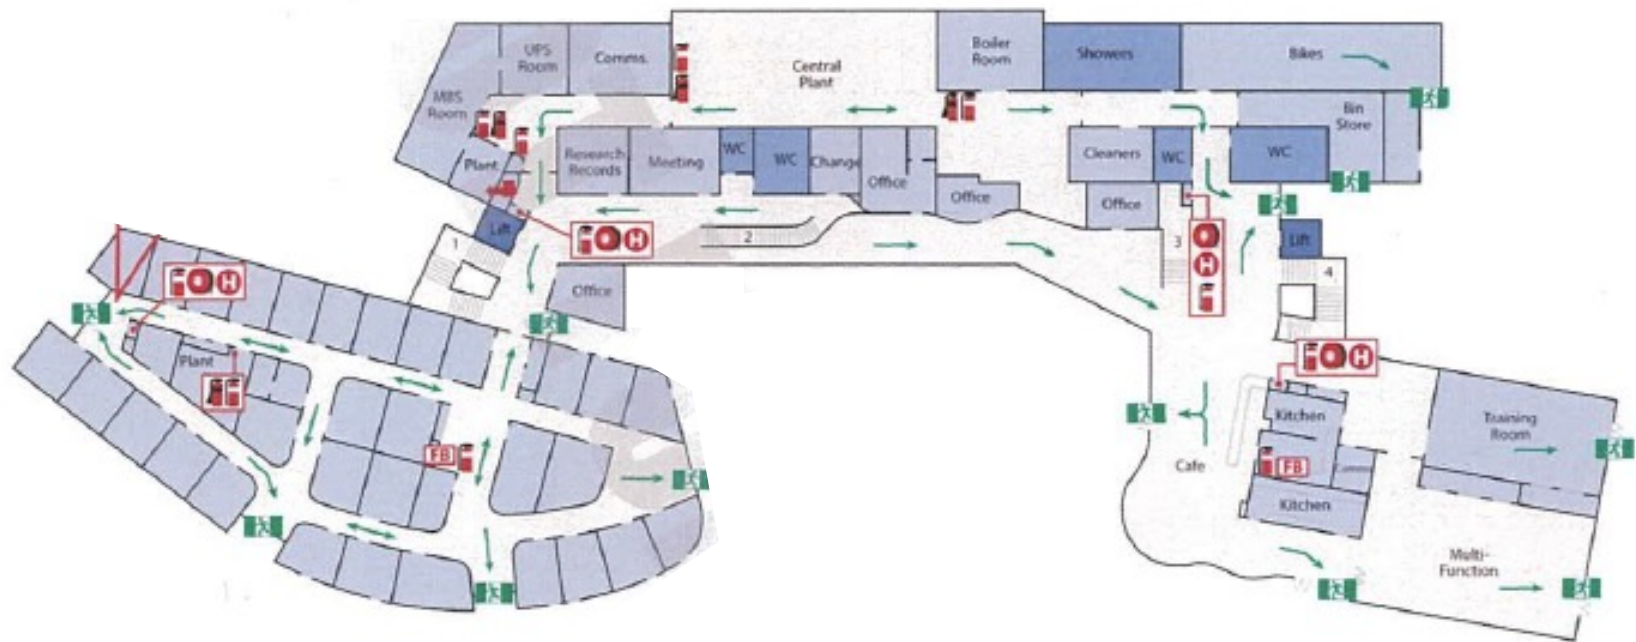 UPS
Room
Comms.
Central
Plant
Boiler
Room
Showers
Bikes
MBS
Room
Bin
Store
Plant
Research
Records
Meeting
WC
WC
Change
Office
Office
Cleaners
WC
WC
Office
Lift
H
1
2
3
H
Lift
4
H
Office
H
Plant
FB
Kitchen
Training
Room
Cafe
FB
Kitchen
Multi-
Function